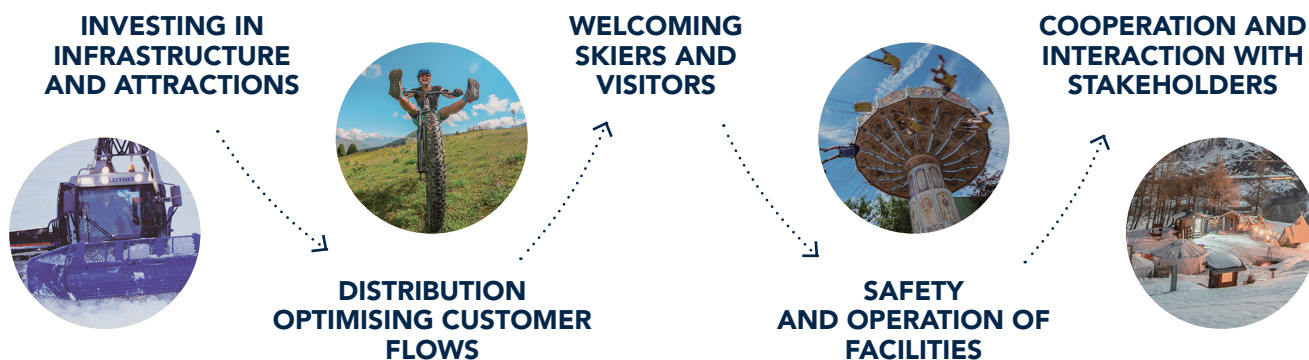 INVESTING IN
INFRASTRUCTURE
AND ATTRACTIONS
DISTRIBUTION
OPTIMISING CUSTOMER
FLOWS
WELCOMING
SKIERS AND
VISITORS
SAFETY
AND OPERATION OF
FACILITIES
COOPERATION AND
INTERACTION WITH
STAKEHOLDERS
LEITNER